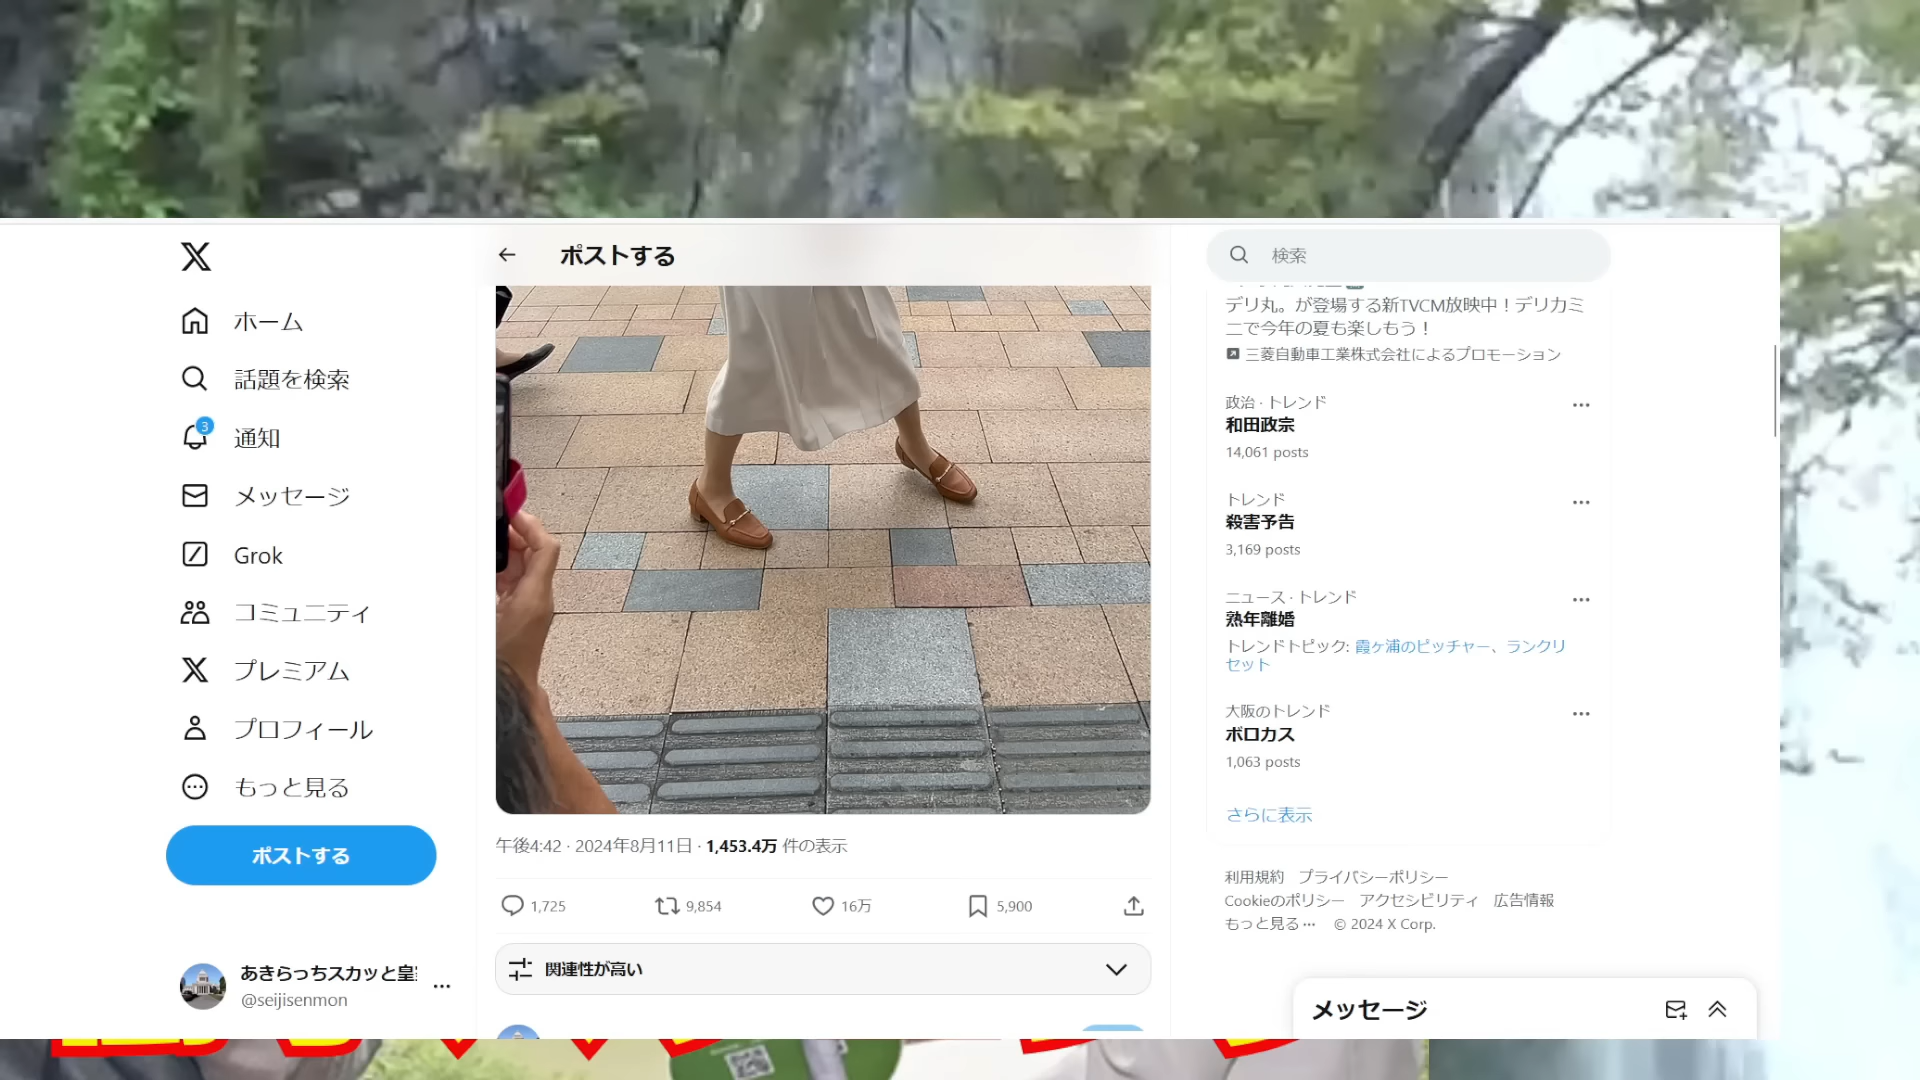 ホーム
話題を検索
3
通知
メッセージ
Grok
コミュニティ
プレミアム
プロフィール
もっと見る
ポストする
あきらっちスカッと皇
@seijisenmon
ポストする
午後4:42 · 2024年8月11日 · 1,453.4万 件の表示
1,725
9,854
16万
5,900
関連性が高い
検索
デリ丸。が登場する新TVCM放映中！デリカミ
ニで今年の夏も楽しもう！
三菱自動車工業株式会社によるプロモーション
政治 · トレンド
和田政宗
14,061 posts
トレンド
殺害予告
3,169 posts
ニュース · トレンド
熟年離婚
トレンドトピック: 霞ヶ浦のピッチャー、ランクリ
セット
大阪のトレンド
ボロカス
1,063 posts
さらに表示
利用規約 プライバシーポリシー
Cookieのポリシー アクセシビリティ 広告情報
もっと見る … © 2024 X Corp.
メッセージ